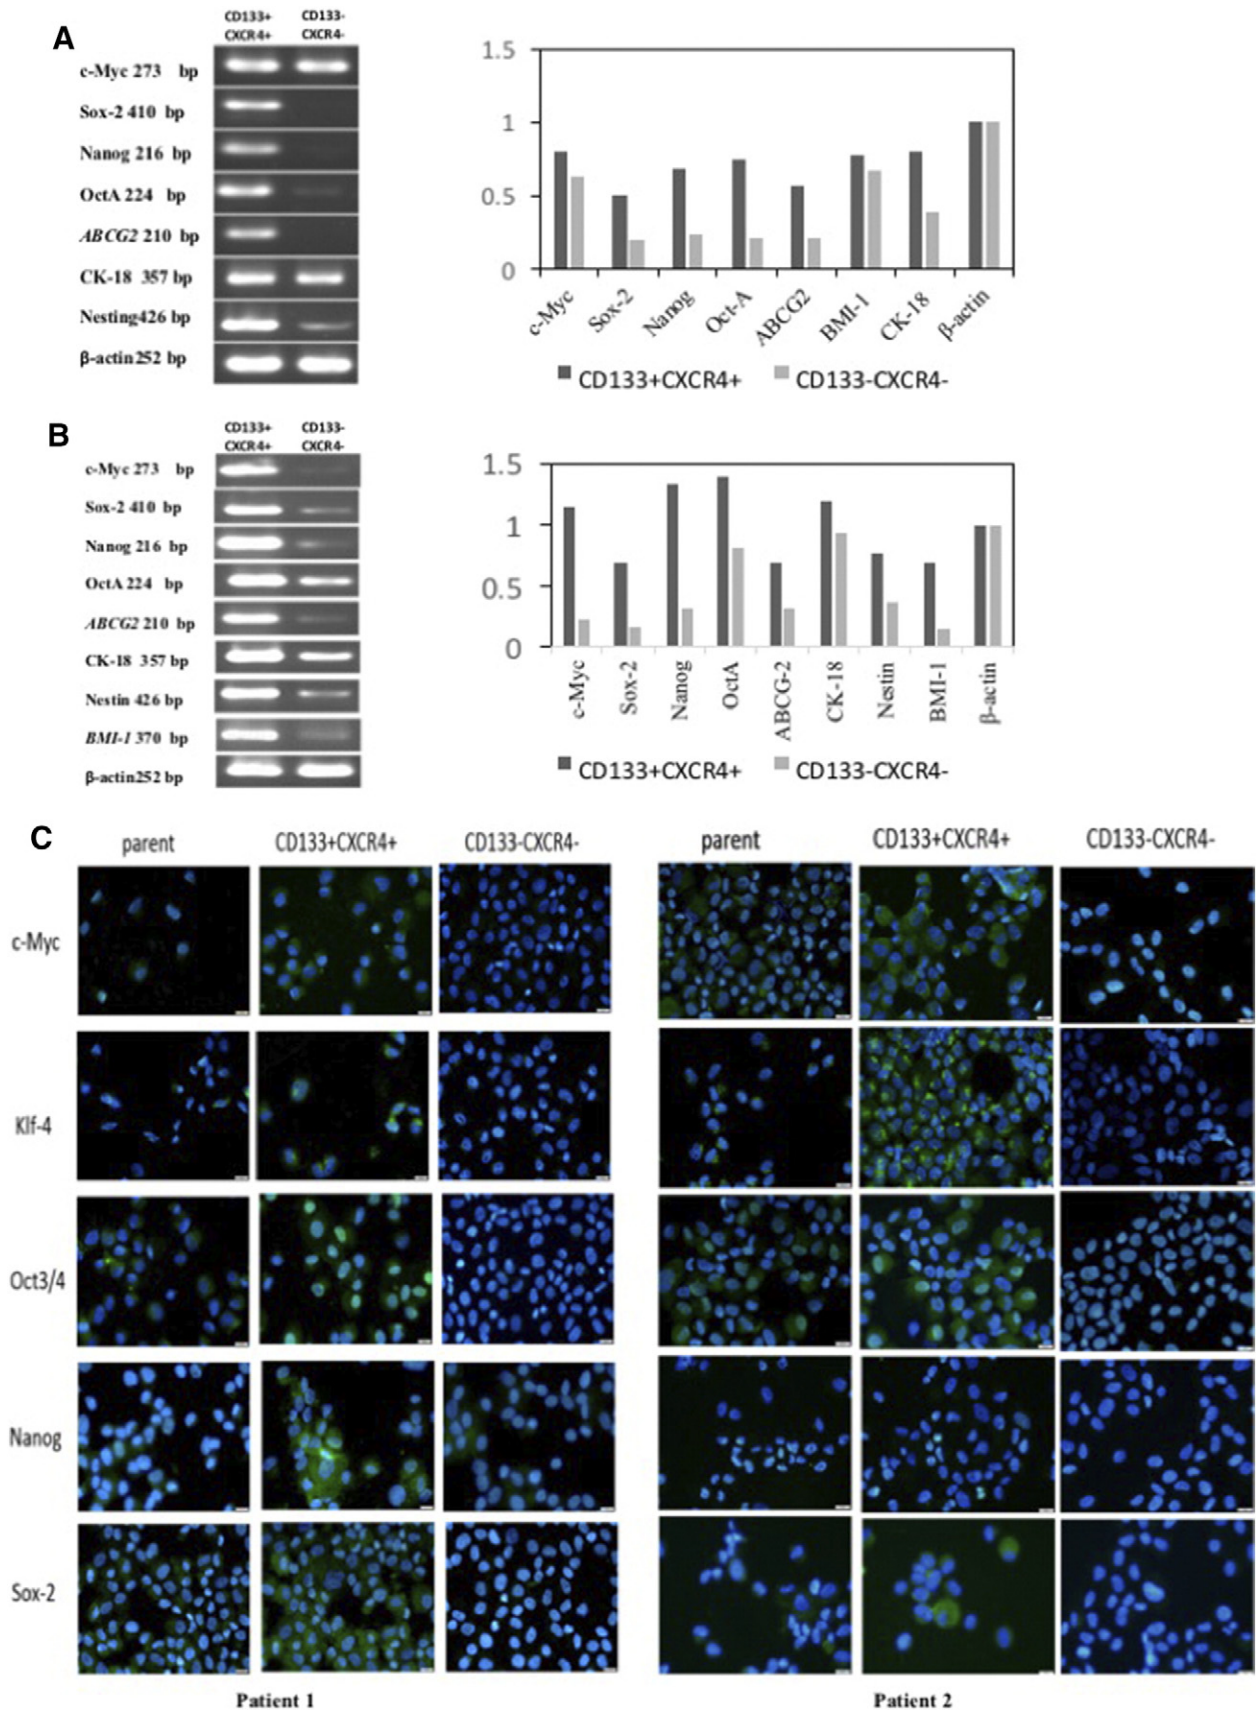 A
CD133+ CD133-
CXCR4+ CXCR4-
c-Myc 273 bp
Sox-2 410 bp
Nanog 216 bp
OctA 224 bp
ABCG2 210 bp
CK-18 357 bp
Nesting426 bp
β-actin252 bp
1.5
1
0.5
0
c-Myc Sox-2 Nanog Oct-A ABCG2 BMI-1 CK-18 β-actin
CD133+CXCR4+ CD133-CXCR4-
B
CD133+ CD133-
CXCR4+ CXCR4-
c-Myc 273 bp
Sox-2 410 bp
Nanog 216 bp
OctA 224 bp
ABCG2 210 bp
CK-18 357 bp
Nestin 426 bp
BMI-1 370 bp
β-actin252 bp
1.5
1
0.5
0
c-Myc Sox-2 Nanog OctA ABCG-2 CK-18 Nestin BMI-1 β-actin
CD133+CXCR4+ CD133-CXCR4-
C
parent CD133+CXCR4+ CD133-CXCR4- parent CD133+CXCR4+ CD133-CXCR4-
c-Myc
Klf-4
Oct3/4
Nanog
Sox-2
Patient 1 Patient 2